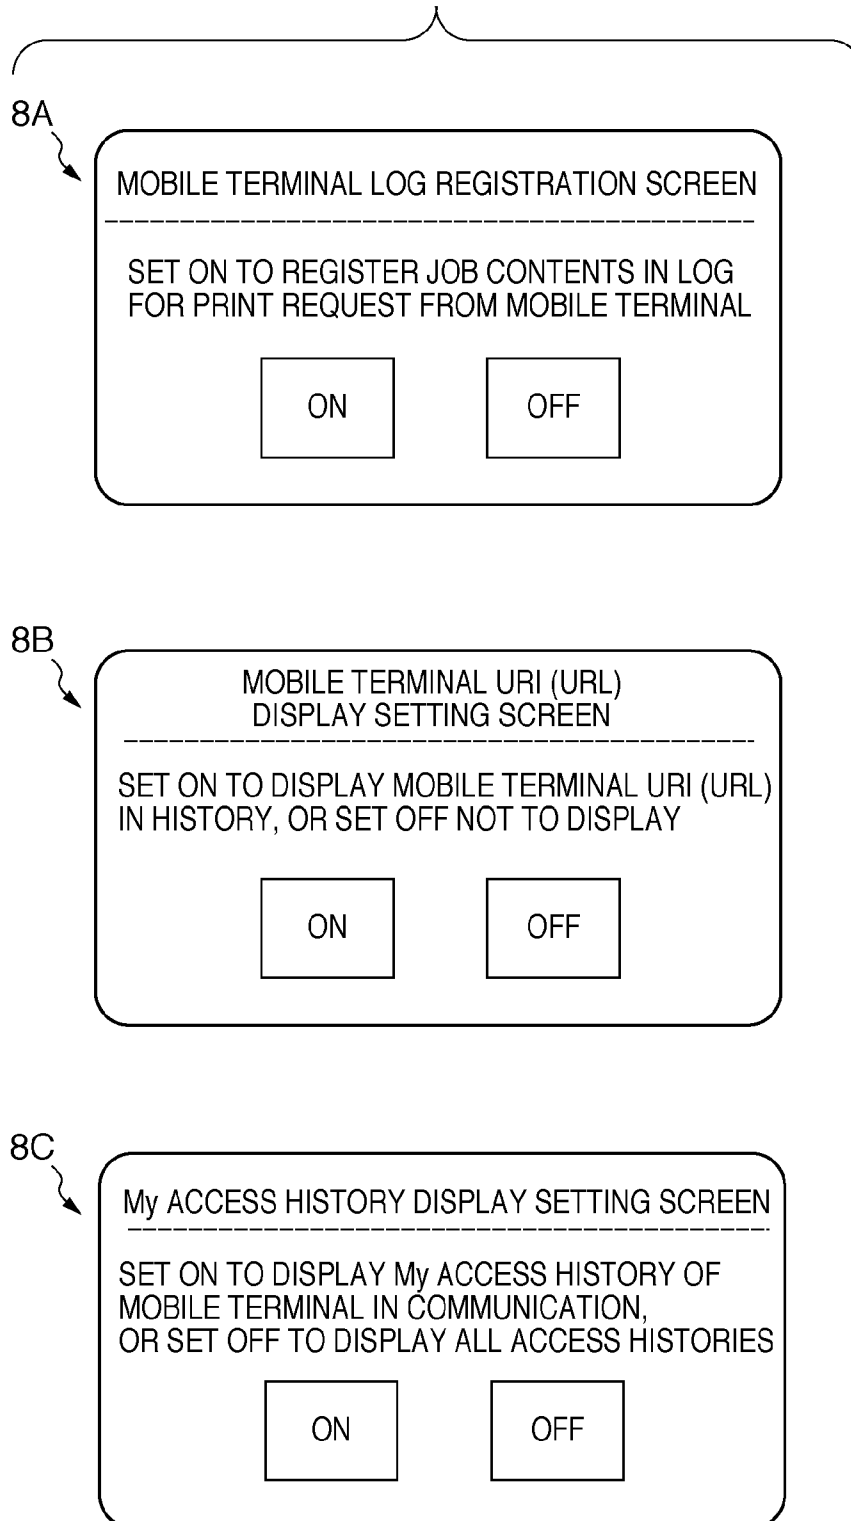 8A
MOBILE TERMINAL LOG REGISTRATION SCREEN
SET ON TO REGISTER JOB CONTENTS IN LOG
FOR PRINT REQUEST FROM MOBILE TERMINAL
ON OFF
8B
MOBILE TERMINAL URI (URL)
DISPLAY SETTING SCREEN
SET ON TO DISPLAY MOBILE TERMINAL URI (URL)
IN HISTORY, OR SET OFF NOT TO DISPLAY
ON OFF
8C
My ACCESS HISTORY DISPLAY SETTING SCREEN
SET ON TO DISPLAY My ACCESS HISTORY OF
MOBILE TERMINAL IN COMMUNICATION,
OR SET OFF TO DISPLAY ALL ACCESS HISTORIES
ON OFF